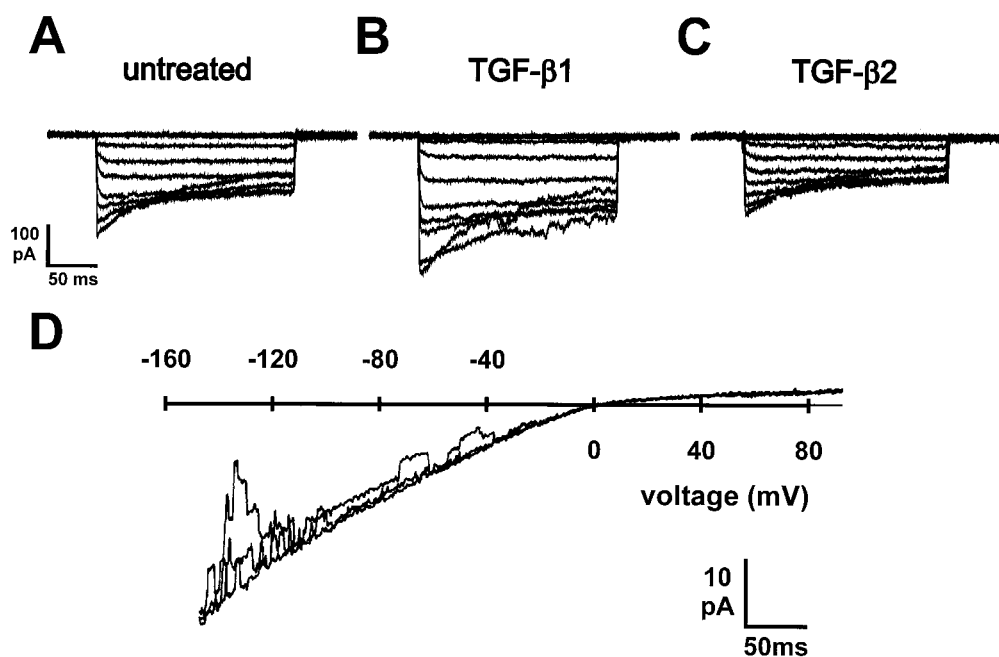 A
untreated
B
TGF-β1
C
TGF-β2
100
pA
50 ms
D
-160 -120 -80 -40
0 40 80
voltage (mV)
10
pA
50ms